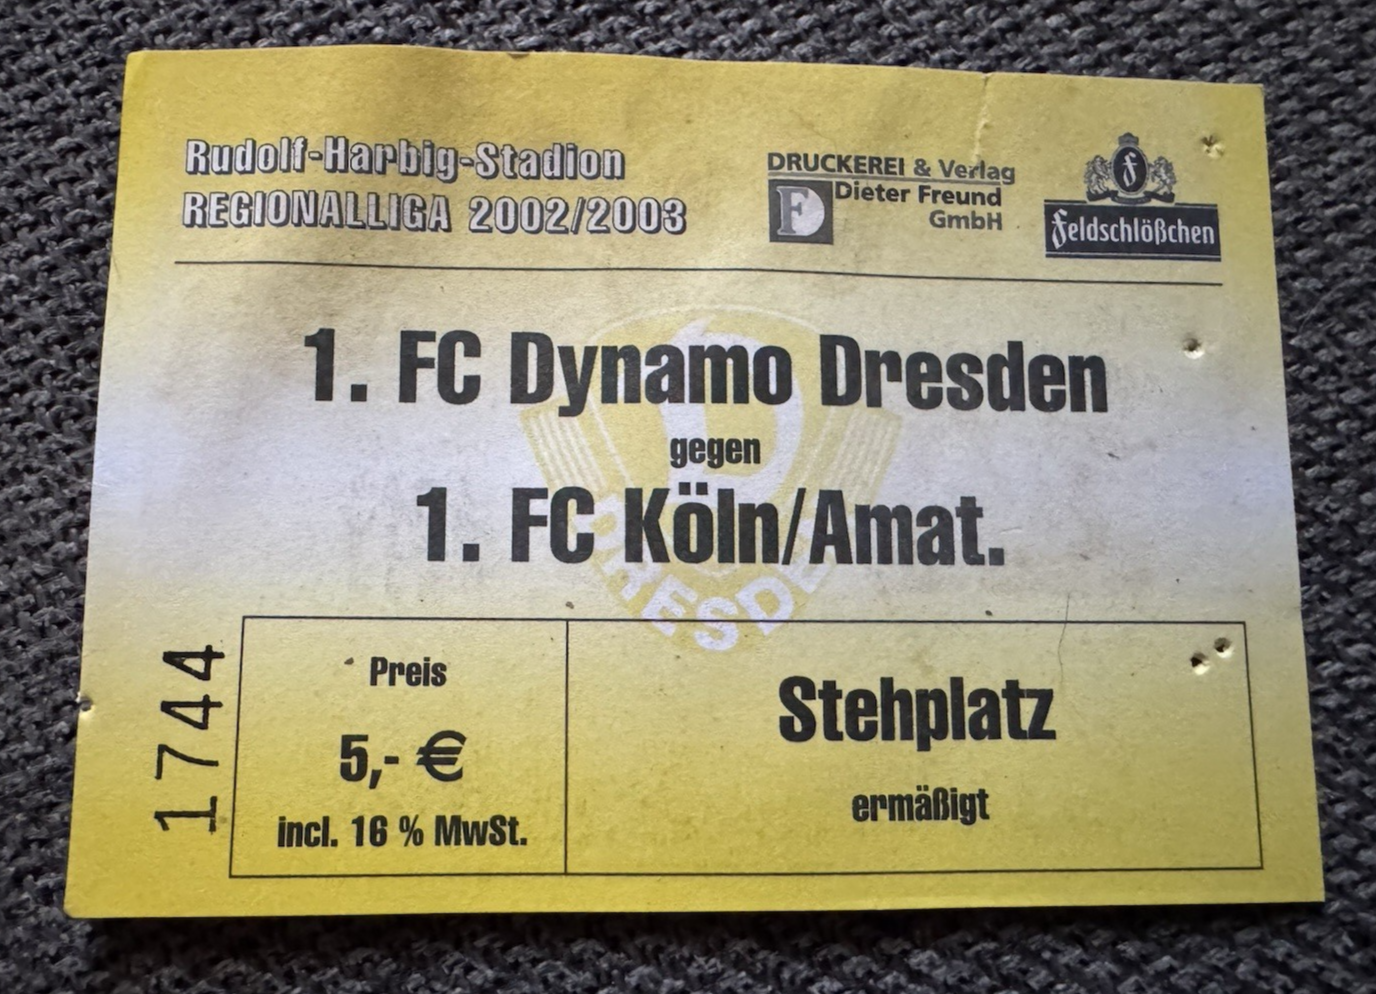 Rudolf-Harbig-Stadion
REGIONALLIGA 2002/2003
DRUCKEREI & Verlag
F Dieter Freund
GmbH
F
Feldschlößchen
1. FC Dynamo Dresden
gegen
1. FC Köln/Amat.
D
DRESDEN
1744
Preis
5,- €
incl. 16 % MwSt.
Stehplatz
ermäßigt